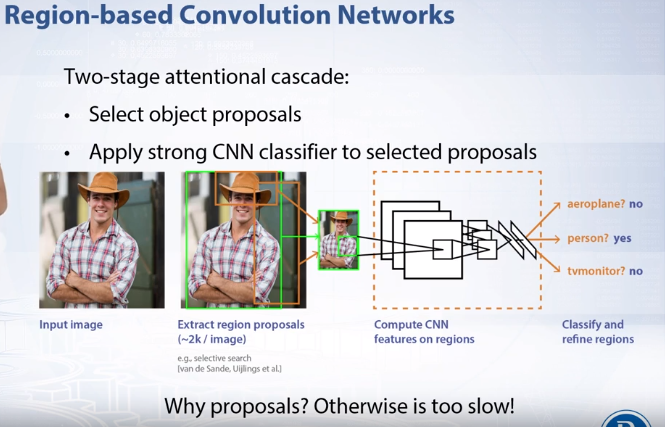 Region-based Convolution Networks
Two-stage attentional cascade:
• Select object proposals
• Apply strong CNN classifier to selected proposals
aeroplane? no
person? yes
tvmonitor? no
Input image
Extract region proposals
(~2k / image)
e.g., selective search
[van de Sande, Uijlings et al.]
Compute CNN
features on regions
Classify and
refine regions
Why proposals? Otherwise is too slow!